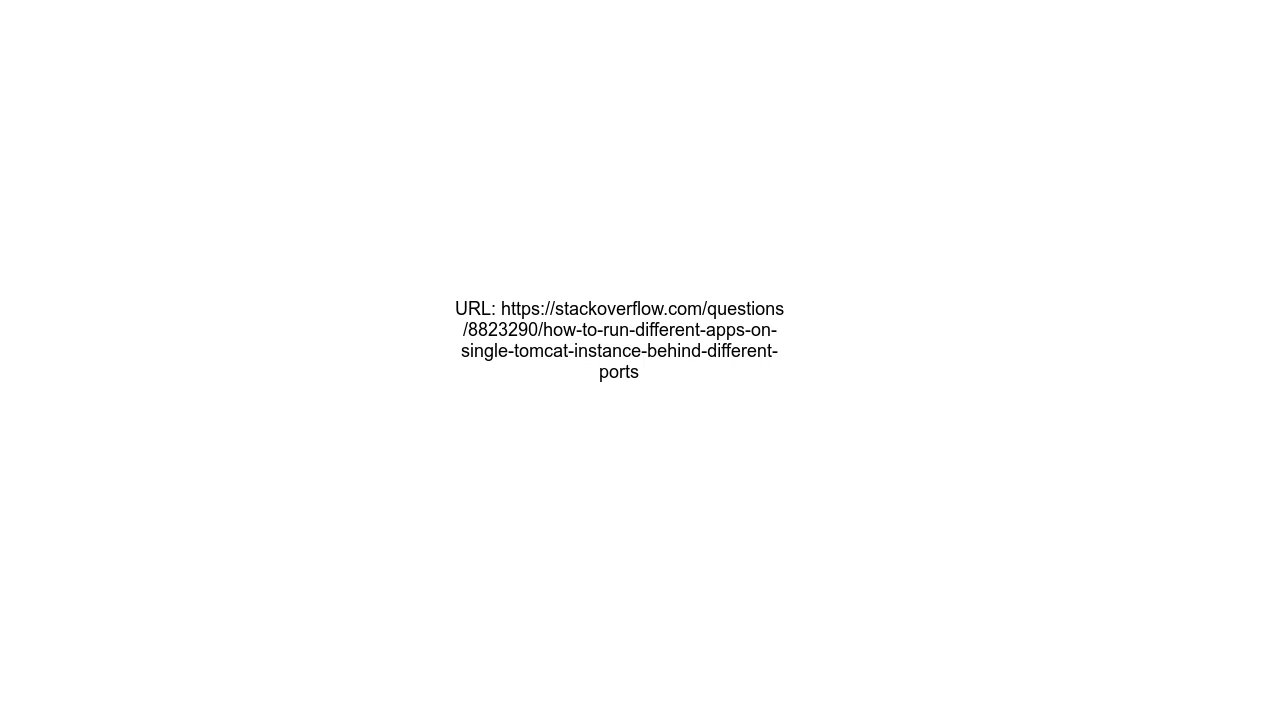 URL: https://stackoverflow.com/questions
/8823290/how-to-run-different-apps-on-
single-tomcat-instance-behind-different-
ports